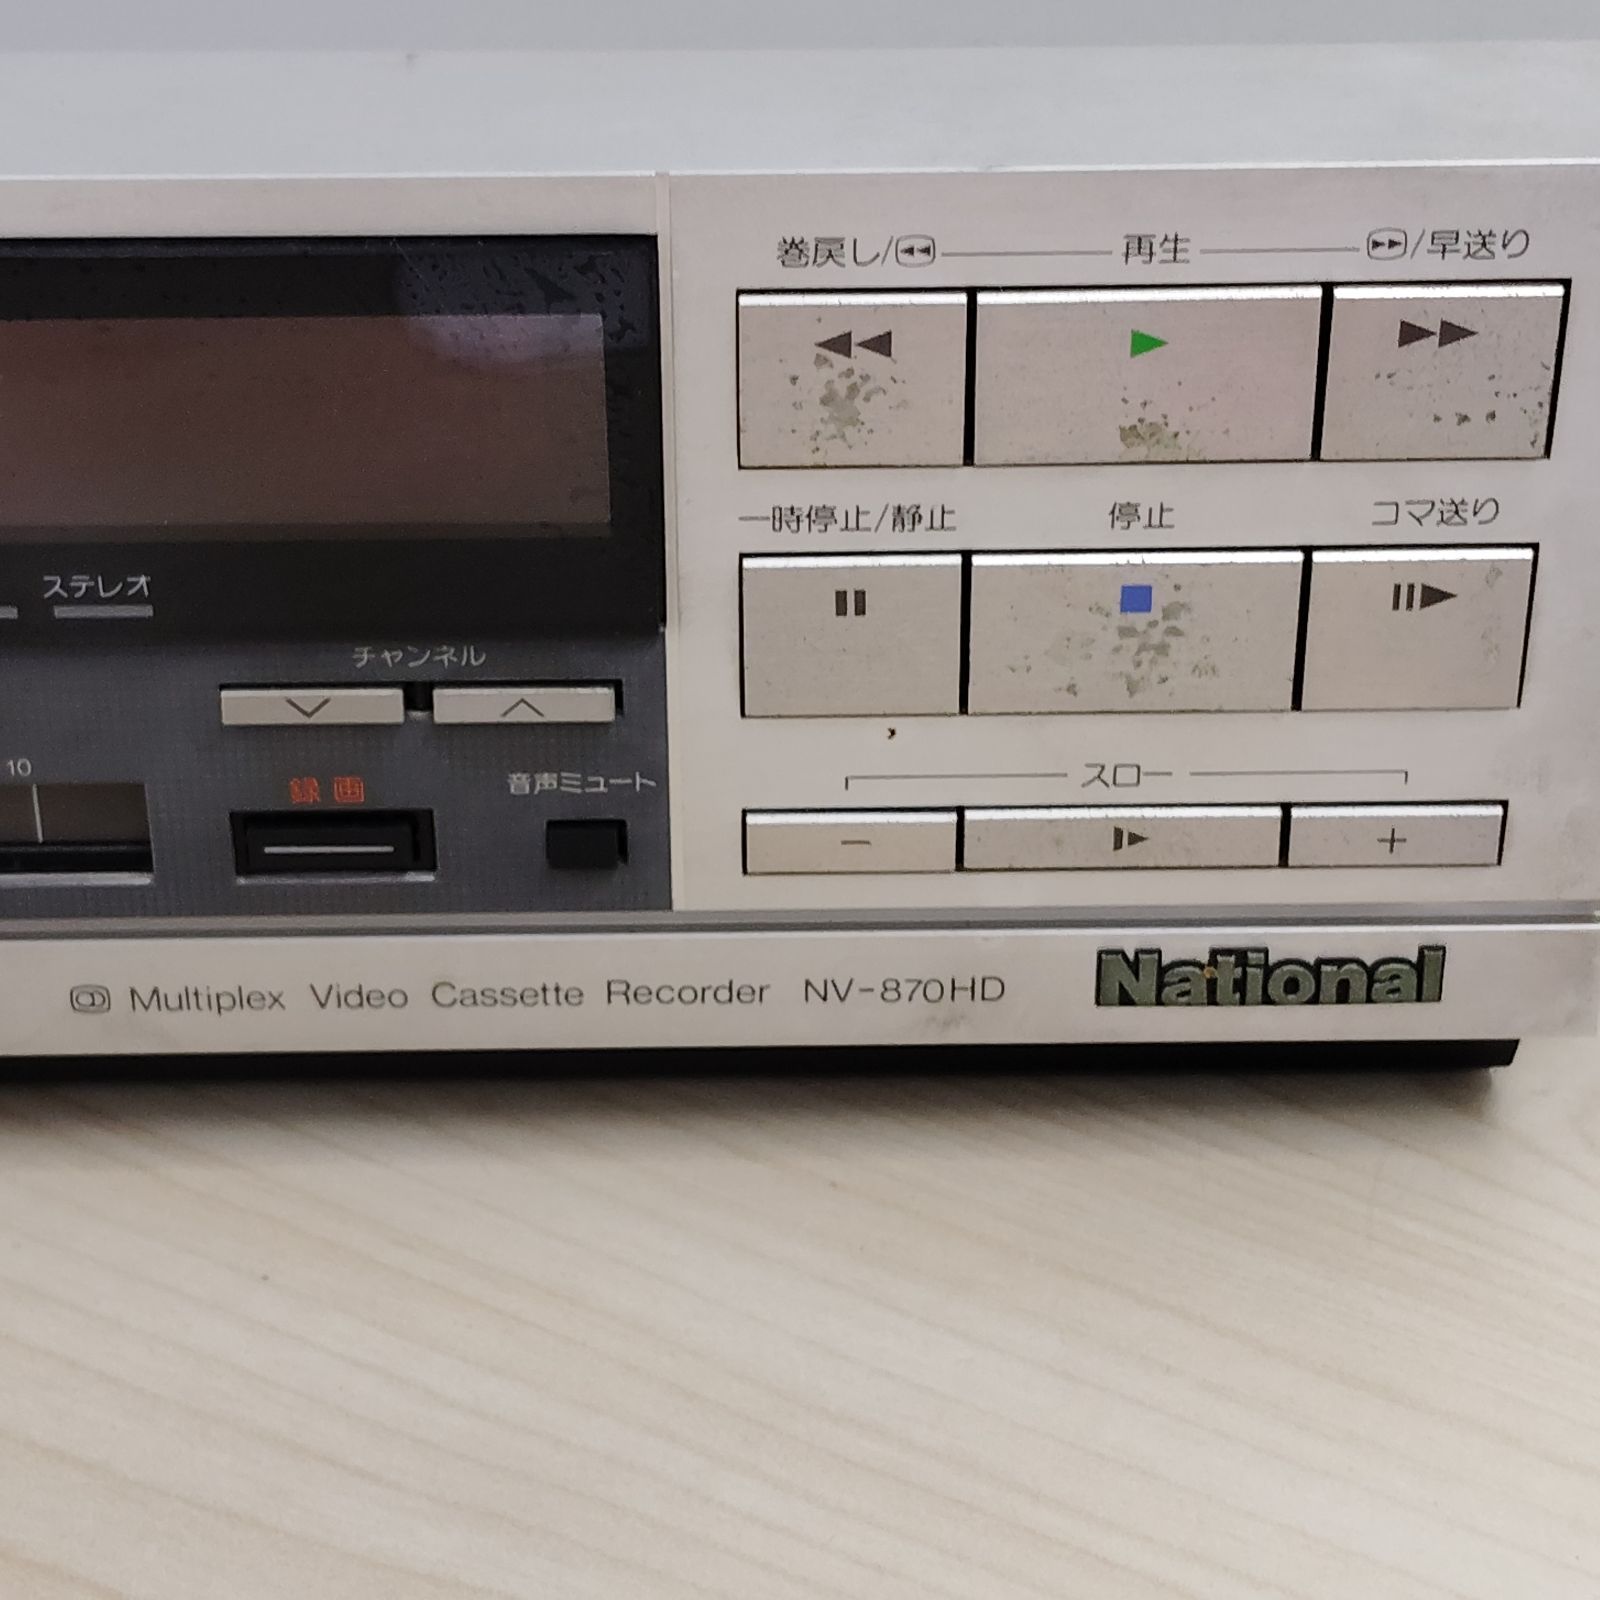 巻戻し/◀◀ 再生 ▶▶/早送り
一時停止/静止 停止 コマ送り
ステレオ
チャンネル
10
録画 音声ミュート
スロー
− +
Multiplex Video Cassette Recorder NV-870HD
National